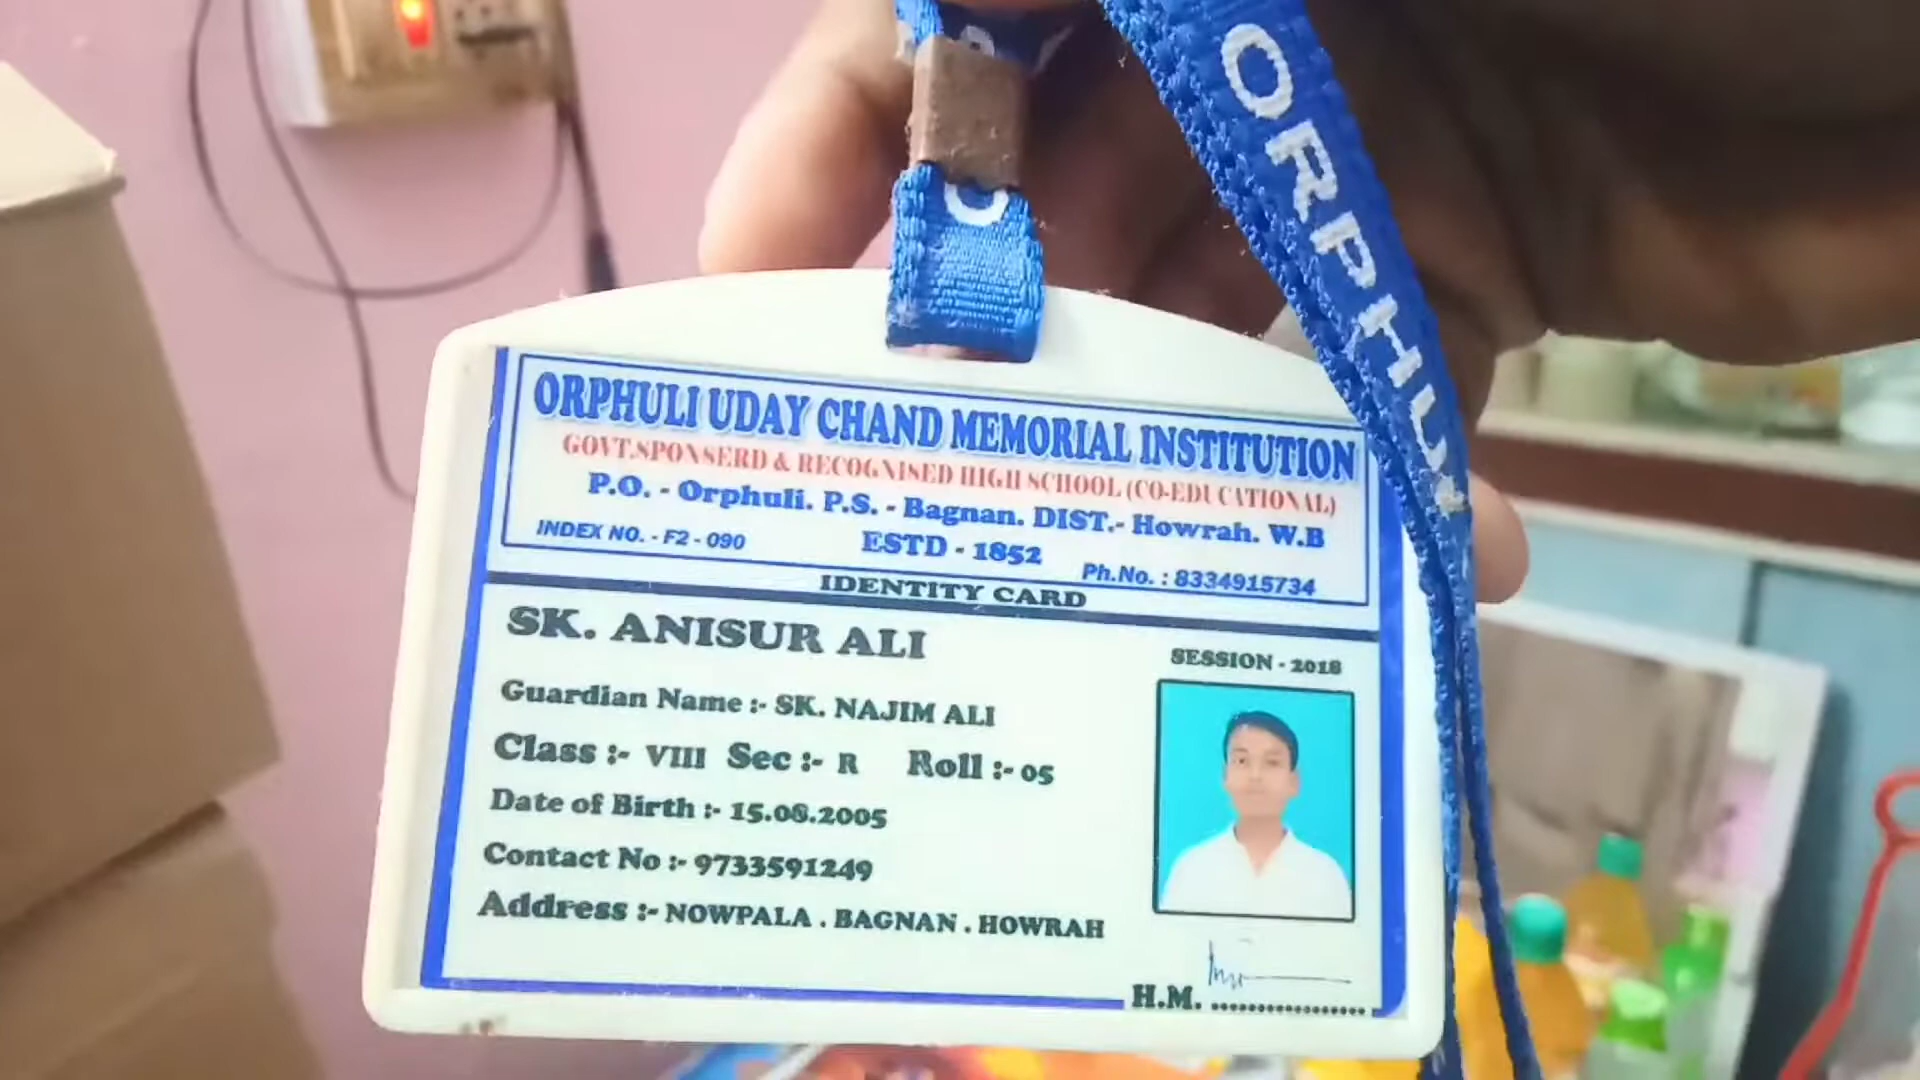 ORPHULI
ORPHULI UDAY CHAND MEMORIAL INSTITUTION
GOVT.SPONSERD & RECOGNISED HIGH SCHOOL (CO-EDUCATIONAL)
P.O. - Orphuli. P.S. - Bagnan. DIST.- Howrah. W.B
INDEX NO. - F2 - 090 ESTD - 1852 Ph.No. : 8334915734
IDENTITY CARD
SK. ANISUR ALI
SESSION - 2018
Guardian Name :- SK. NAJIM ALI
Class :- VIII Sec :- R Roll :- 05
Date of Birth :- 15.08.2005
Contact No :- 9733591249
Address :- NOWPALA . BAGNAN . HOWRAH
H.M. ..................